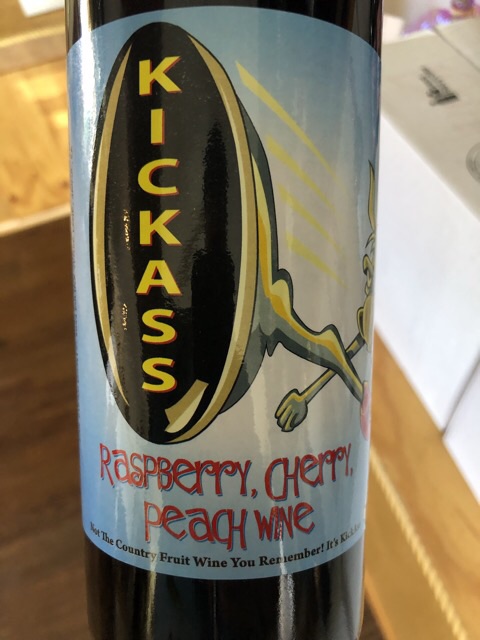 KICKASS
Raspberry, Cherry,
Peach Wine
Not The Country Fruit Wine You Remember! It's